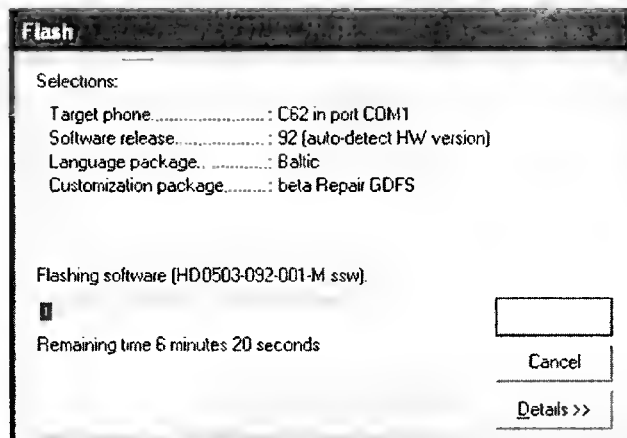 Flash
Selections:
Target phone......................: C62 in port COM1
Software release..................: 92 (auto-detect HW version)
Language package.. ............: Baltic
Customization package.........: beta Repair GDFS
Flashing software (HD0503-092-001-M ssw).
Remaining time 6 minutes 20 seconds
Cancel
Details >>